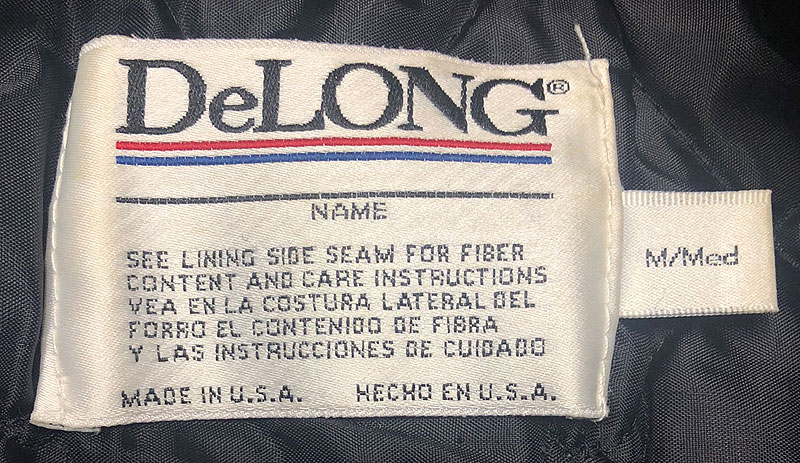 DeLONG®
NAME
SEE LINING SIDE SEAM FOR FIBER
CONTENT AND CARE INSTRUCTIONS
VEA EN LA COSTURA LATERAL DEL
FORRO EL CONTENIDO DE FIBRA
Y LAS INSTRUCCIONES DE CUIDADO
MADE IN U.S.A. HECHO EN U.S.A.
M/Med